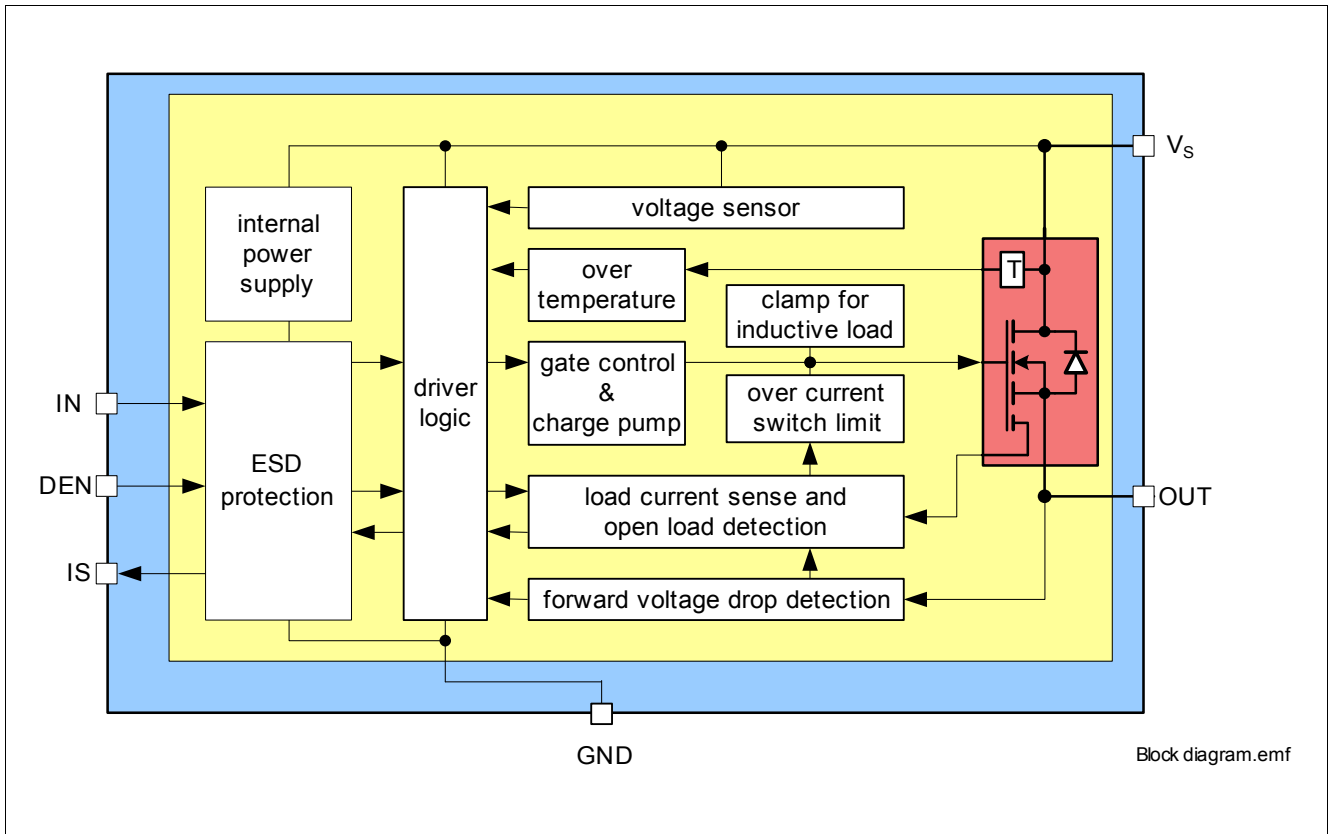 V_S
voltage sensor
internal
power
supply
over
temperature
T
clamp for
inductive load
gate control
&
charge pump
driver
logic
over current
switch limit
IN
ESD
protection
DEN
load current sense and
open load detection
OUT
IS
forward voltage drop detection
GND
Block diagram.emf